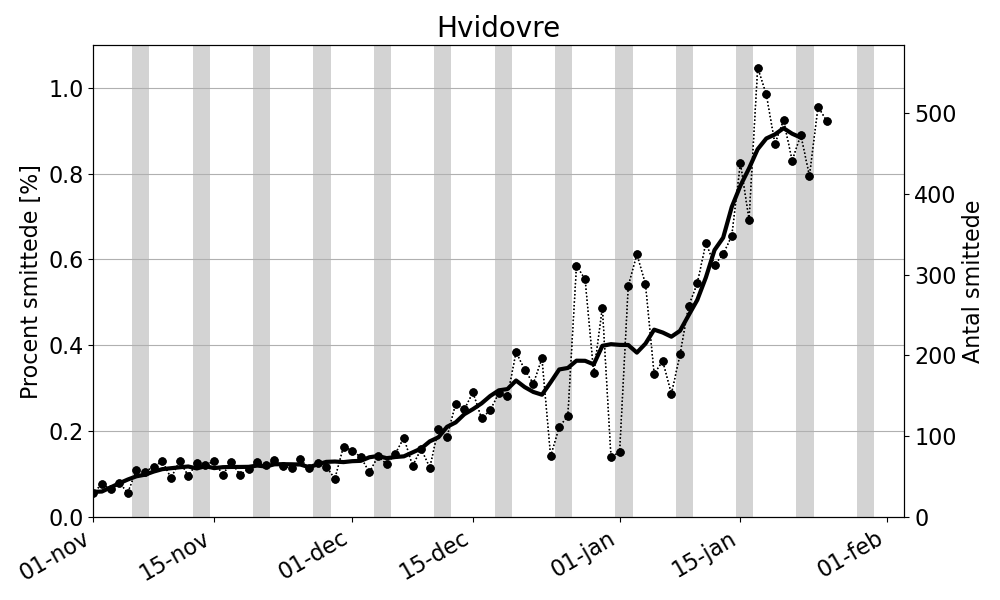 Hvidovre
Procent smittede [%]
1.0
0.8
0.6
0.4
0.2
0.0
500
400
300
200
100
0
Antal smittede
01-nov
15-nov
01-dec
15-dec
01-jan
15-jan
01-feb